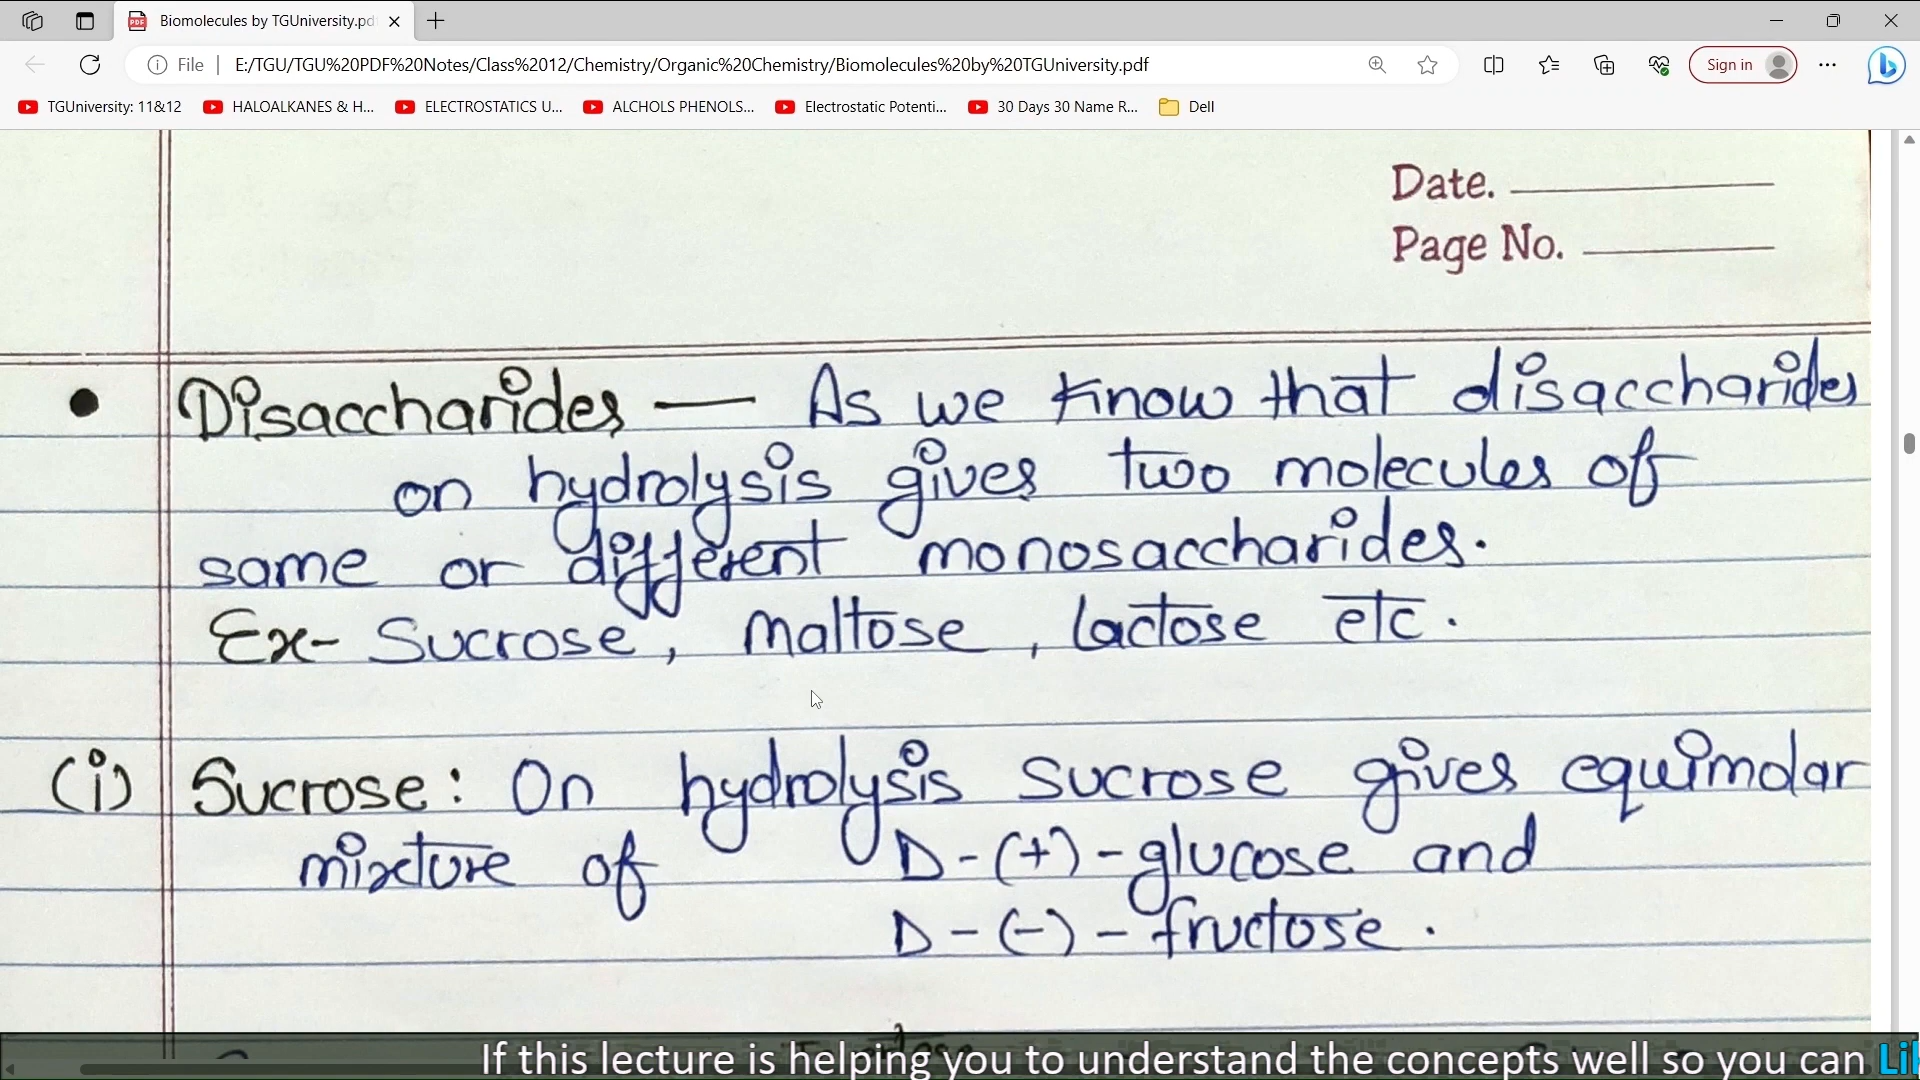 Biomolecules by TGUniversity.pd
File
E:/TGU/TGU%20PDF%20Notes/Class%2012/Chemistry/Organic%20Chemistry/Biomolecules%20by%20TGUniversity.pdf
Sign in
TGUniversity: 11&12
HALOALKANES & H...
ELECTROSTATICS U...
ALCHOLS PHENOLS...
Electrostatic Potenti...
30 Days 30 Name R...
Dell
Date.
Page No.
• Disaccharides — As we know that disaccharides
on hydrolysis gives two molecules of
same or different monosaccharides.
Ex- Sucrose, maltose, lactose etc.
(i) Sucrose: On hydrolysis sucrose gives equimolar
mixture of D-(+)-glucose and
D-(-)-fructose.
If this lecture is helping you to understand the concepts well so you can